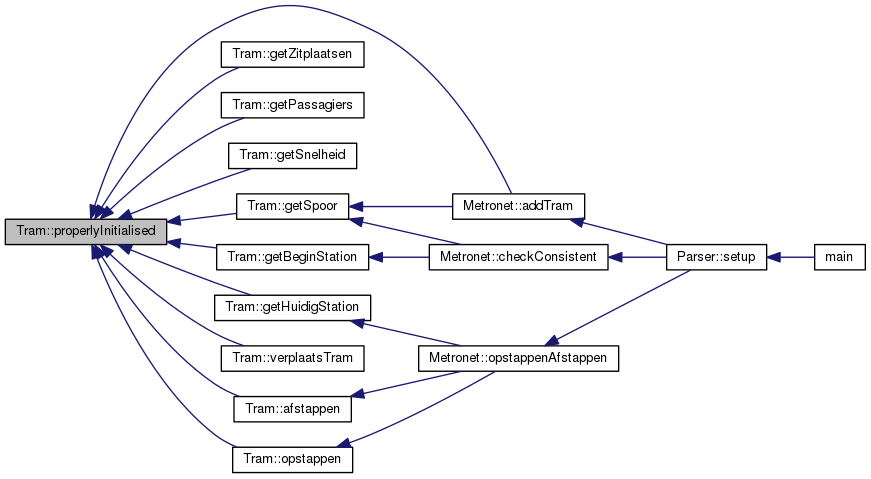 Tram::getZitplaatsen
Tram::getPassagiers
Tram::getSnelheid
Tram::getSpoor
Metronet::addTram
Tram::properlyInitialised
Tram::getBeginStation
Metronet::checkConsistent
Parser::setup
main
Tram::getHuidigStation
Tram::verplaatsTram
Metronet::opstappenAfstappen
Tram::afstappen
Tram::opstappen